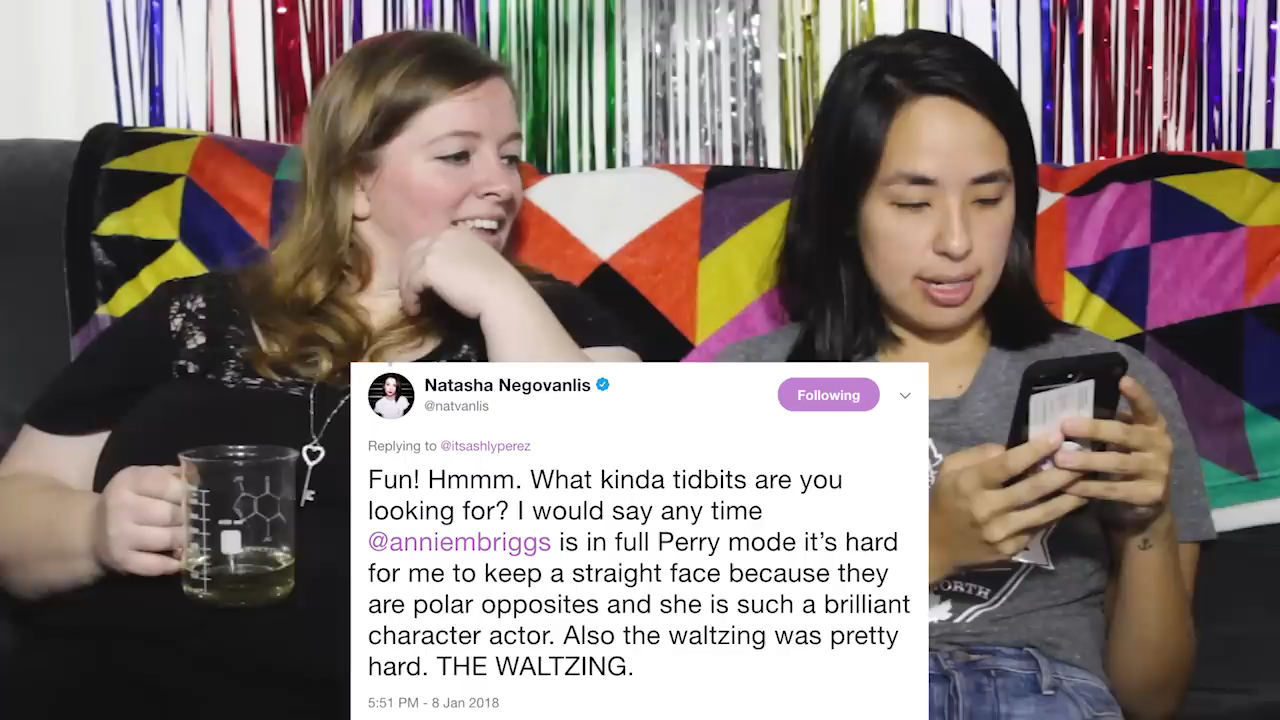 Natasha Negovanlis
@natvanlis
Following
Replying to @itsashlyperez
Fun! Hmmm. What kinda tidbits are you
looking for? I would say any time
@anniembriggs is in full Perry mode it’s hard
for me to keep a straight face because they
are polar opposites and she is such a brilliant
character actor. Also the waltzing was pretty
hard. THE WALTZING.
5:51 PM - 8 Jan 2018